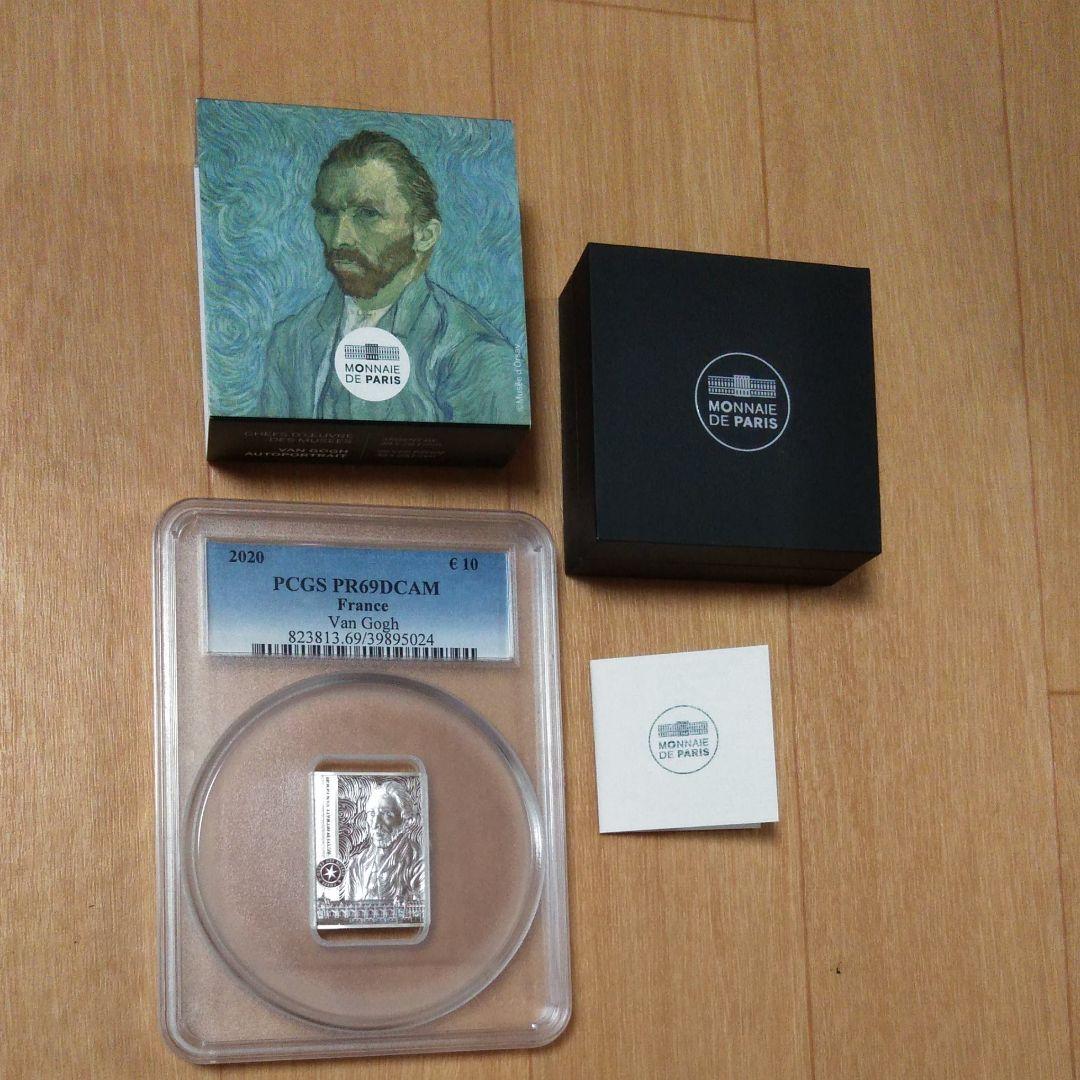 Musée d'Orsay
MONNAIE
DE PARIS
CHEFS D'ŒUVRE
DES MUSÉES
VAN GOGH
AUTOPORTRAIT
MONNAIE
DE PARIS
2020
€ 10
PCGS PR69DCAM
France
Van Gogh
823813.69/39895024
MONNAIE
DE PARIS